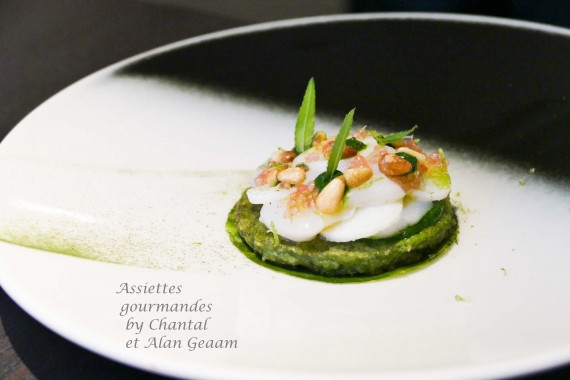 Assiettes
gourmandes
by Chantal
et Alan Geaam